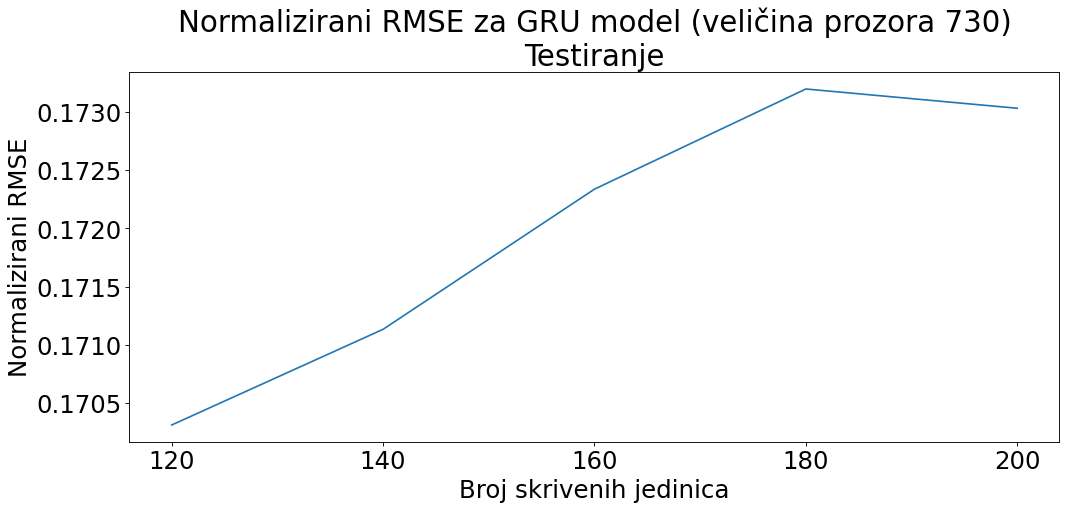 Normalizirani RMSE za GRU model (veličina prozora 730)
Testiranje
Normalizirani RMSE
0.1730
0.1725
0.1720
0.1715
0.1710
0.1705
120 140 160 180 200
Broj skrivenih jedinica